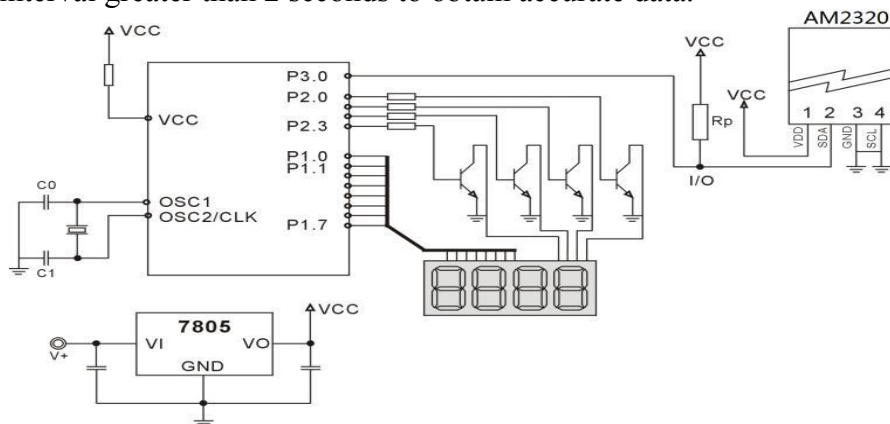 interval greater than 2 seconds to obtain accurate data.
AM2320
VCC
VCC
P3.0
P2.0
VCC
VCC
Rp
1 2 3 4
P2.3
VDD
SDA
GND
SCL
P1.0
P1.1
I/O
C0
OSC1
OSC2/CLK
P1.7
C1
7805
VCC
V+
VI
VO
GND